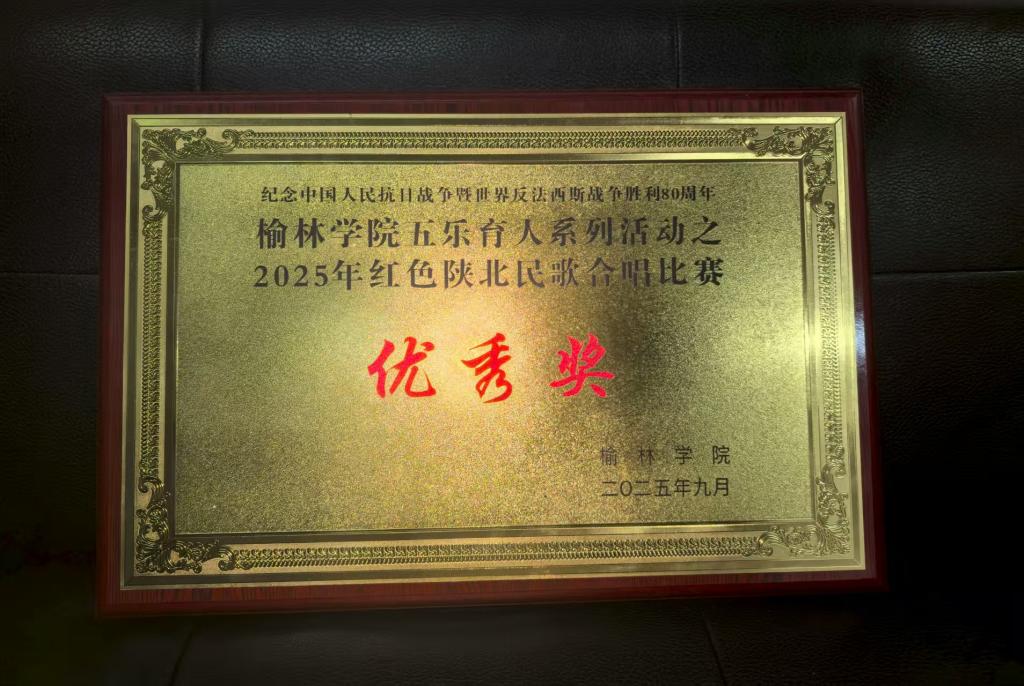 纪念中国人民抗日战争暨世界反法西斯战争胜利80周年
榆林学院五乐育人系列活动之
2025年红色陕北民歌合唱比赛
优秀奖
榆林学院
二〇二五年九月